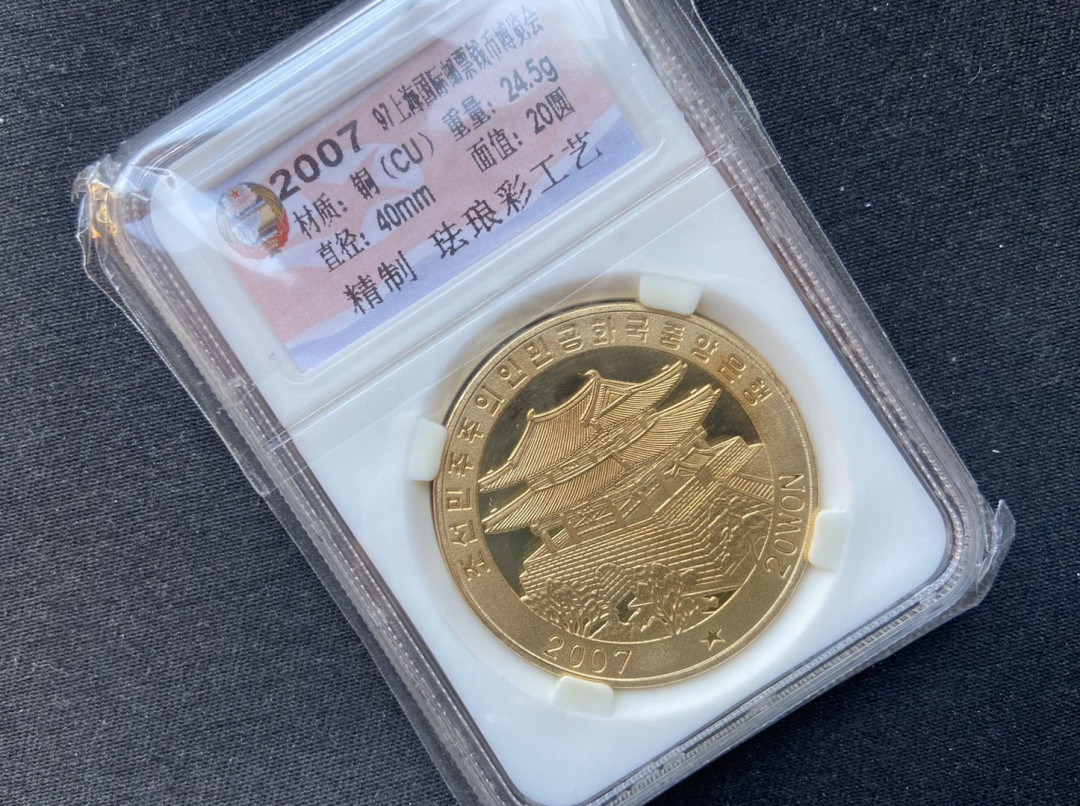 2007 97上海国际邮票钱币博览会
材质：铜（CU） 重量：24.5g
直径：40mm 面值：20圆
精制 珐琅彩工艺
조선민주주의인민공화국중앙은행
20WON
2007